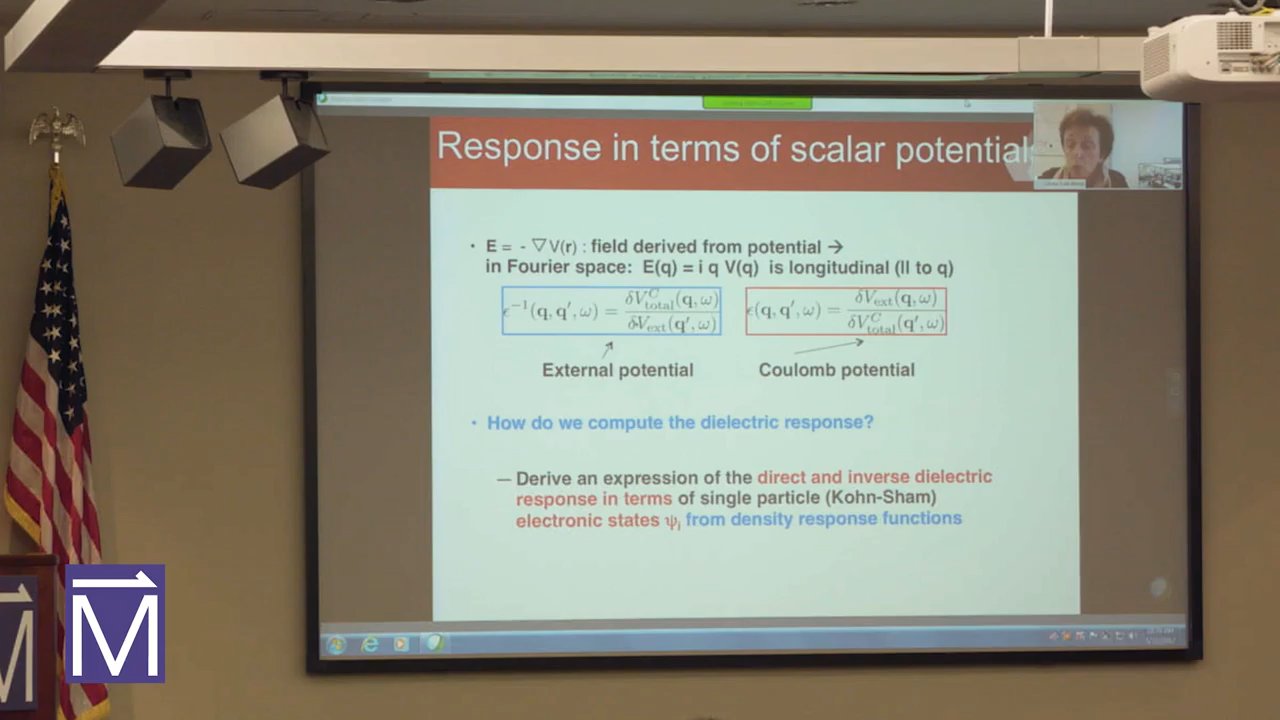 Response in terms of scalar potential
· E = - ▽V(r) : field derived from potential →
in Fourier space: E(q) = i q V(q) is longitudinal (II to q)
ϵ⁻¹(q, q′, ω) = δV^C_total(q, ω) / δV_ext(q′, ω)
ϵ(q, q′, ω) = δV_ext(q, ω) / δV^C_total(q′, ω)
External potential
Coulomb potential
· How do we compute the dielectric response?
— Derive an expression of the direct and inverse dielectric
response in terms of single particle (Kohn-Sham)
electronic states ψi from density response functions
M